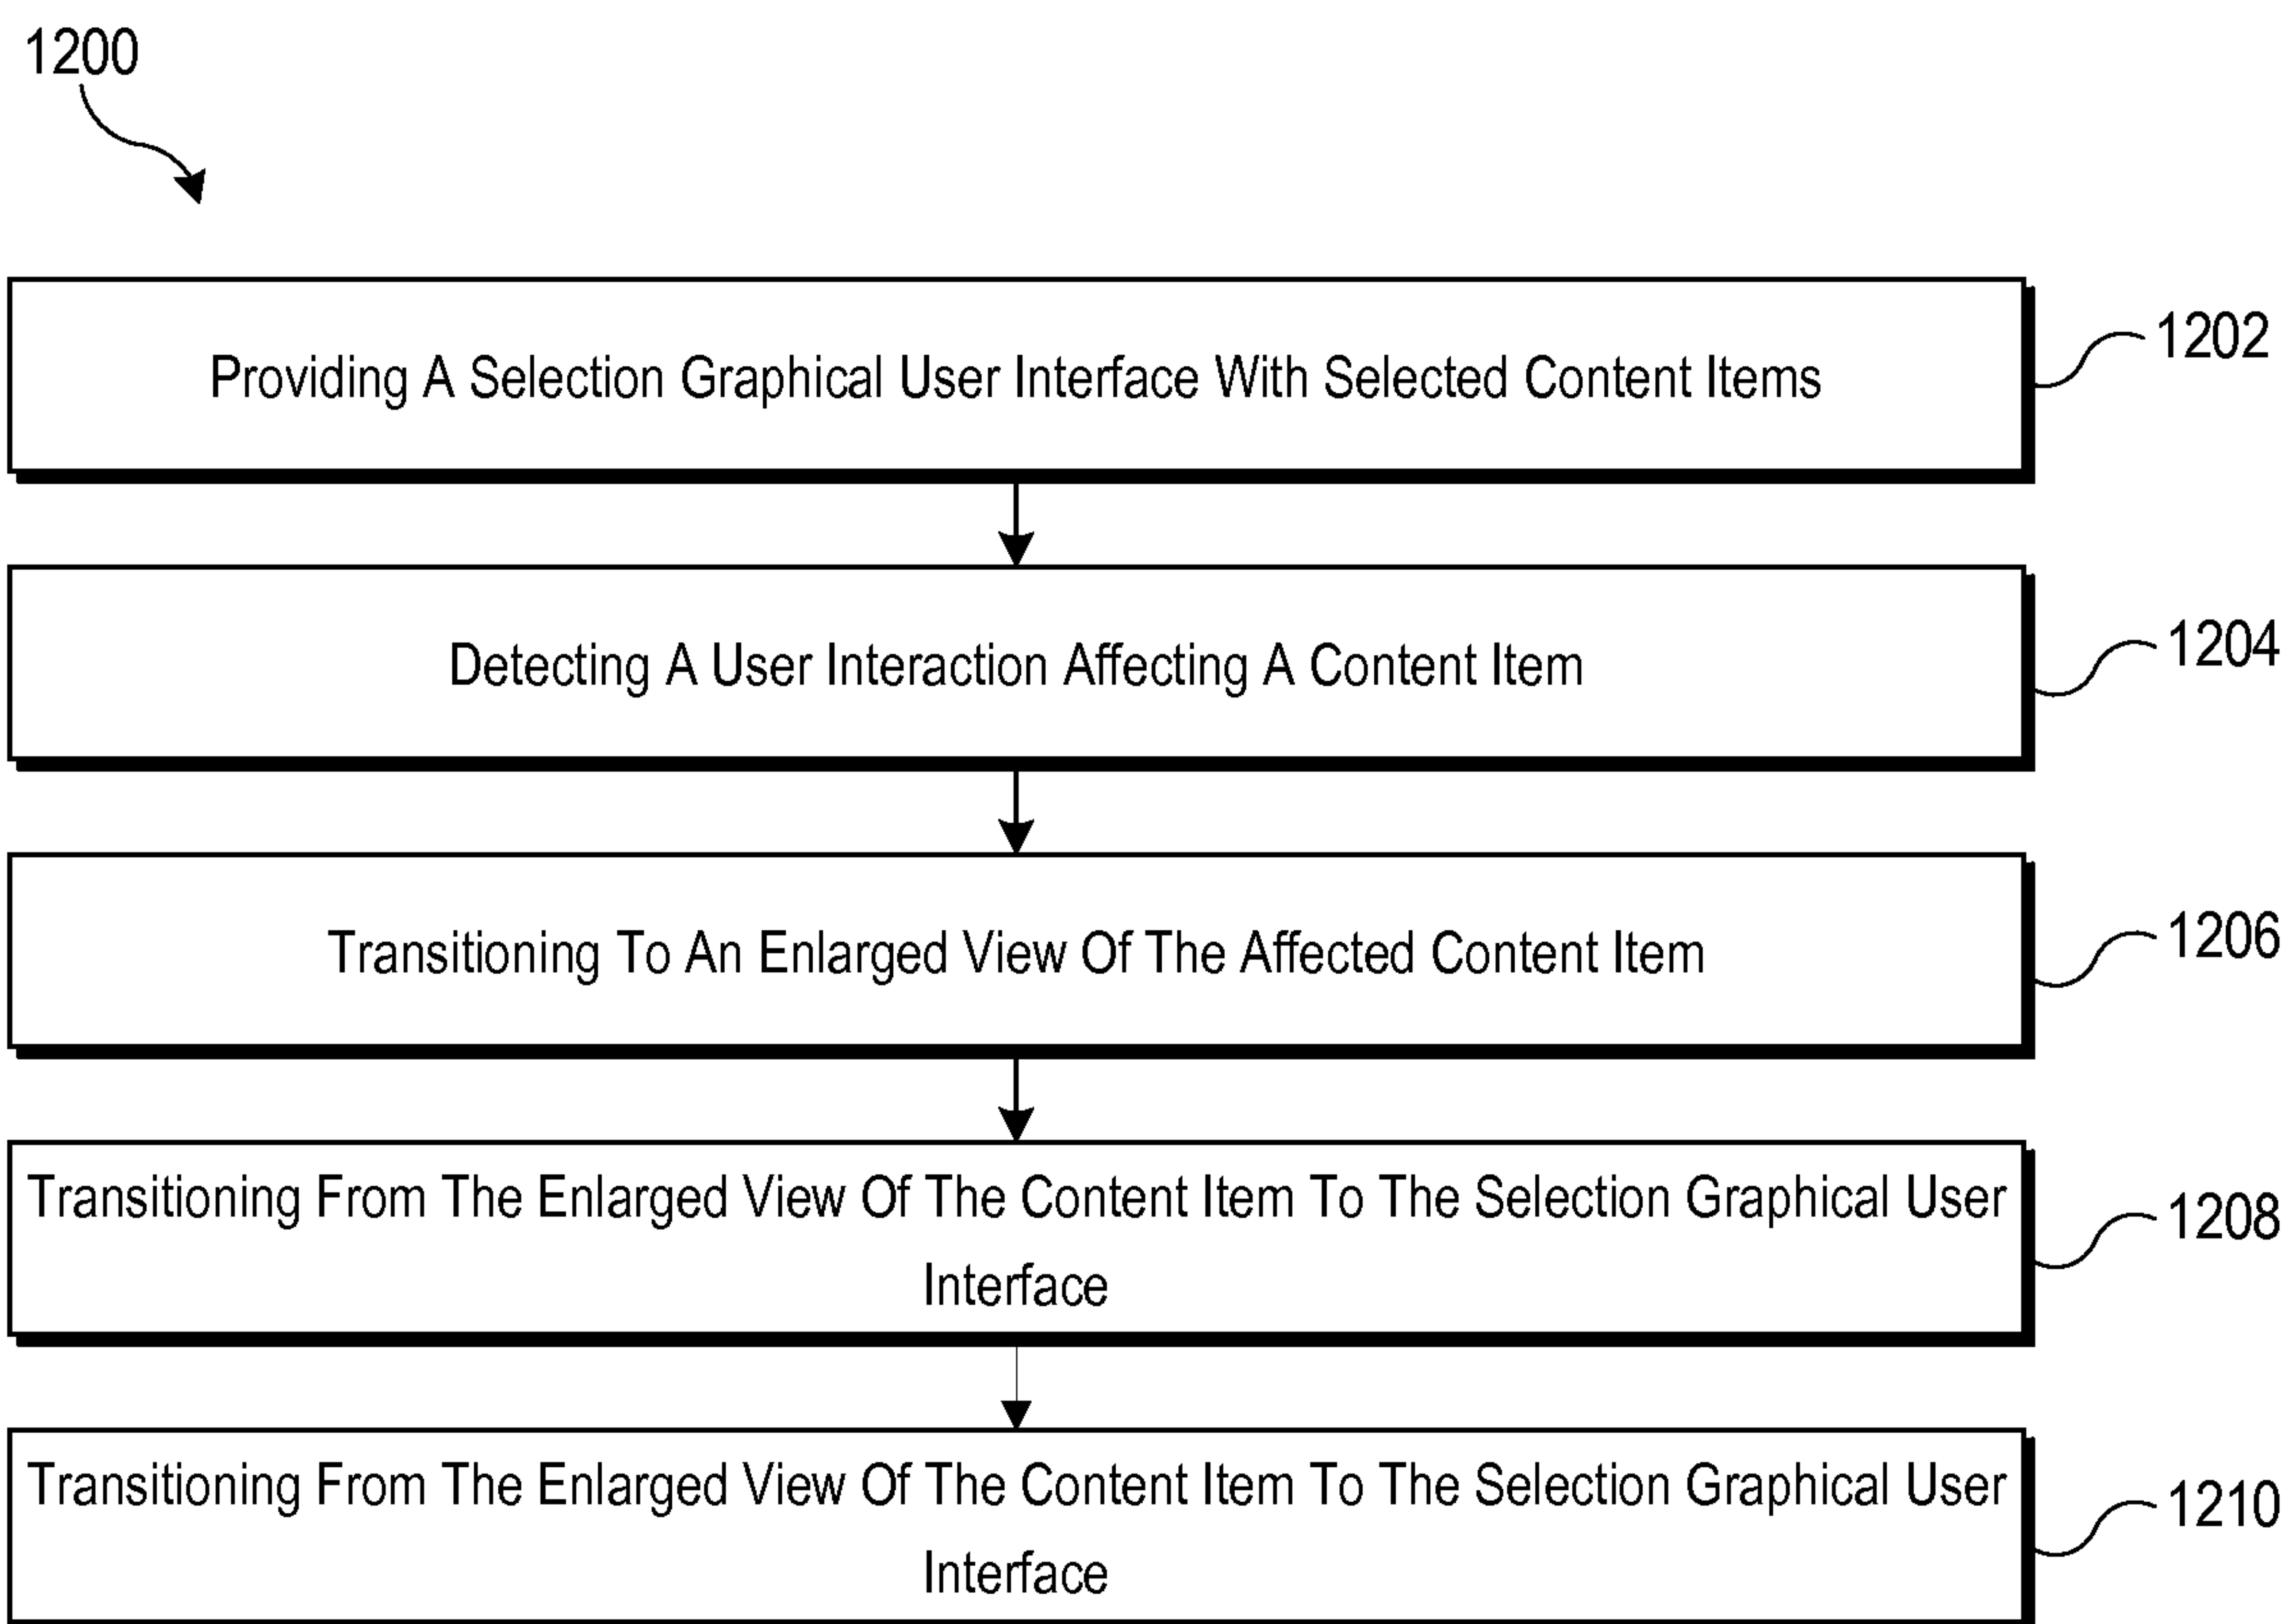 1200
Providing A Selection Graphical User Interface With Selected Content Items
1202
Detecting A User Interaction Affecting A Content Item
1204
Transitioning To An Enlarged View Of The Affected Content Item
1206
Transitioning From The Enlarged View Of The Content Item To The Selection Graphical User
Interface
1208
Transitioning From The Enlarged View Of The Content Item To The Selection Graphical User
Interface
1210